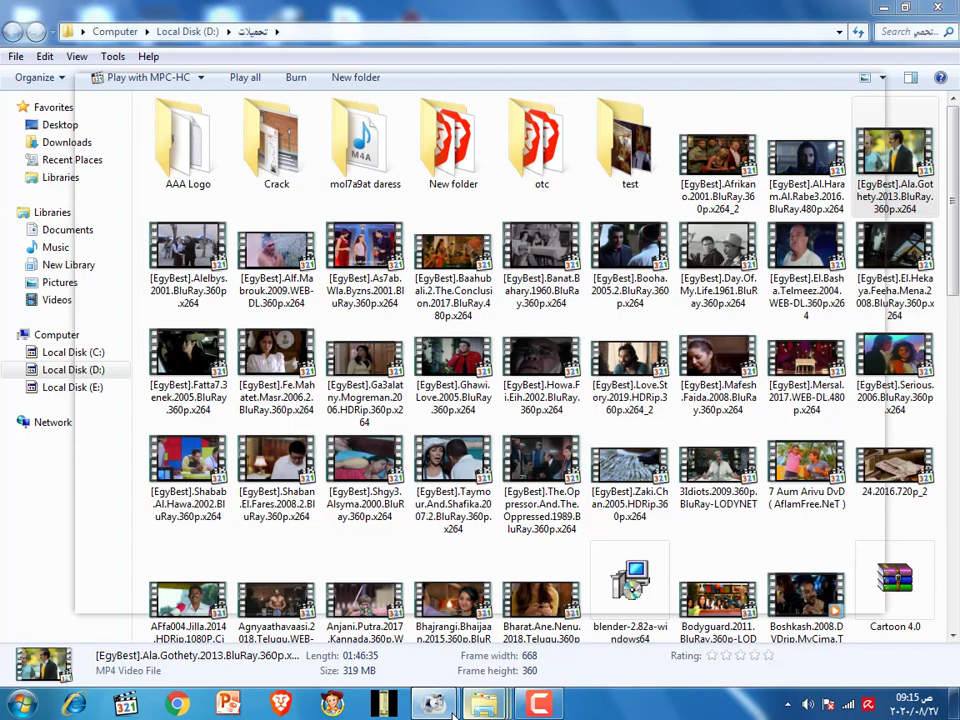 Computer ▸ Local Disk (D:) ▸ تحميلات ▸
File Edit View Tools Help
Organize Play with MPC-HC Play all Burn New folder
Favorites
Desktop
Downloads
Recent Places
Libraries
Libraries
Documents
Music
New Library
Pictures
Videos
Computer
Local Disk (C:)
Local Disk (D:)
Local Disk (E:)
Network
AAA Logo
Crack
mol7a9at daress
New folder
otc
test
[EgyBest].Afrikan
o.2001.BluRay.36
0p.x264_2
[EgyBest].Al.Hara
m.Al.Rabe3.2016.
BluRay.480p.x264
[EgyBest].Ala.Got
hety.2013.BluRay.
360p.x264
[EgyBest].Alelbys.
2001.BluRay.360p
.x264
[EgyBest].Alf.Ma
brouk.2009.WEB-
DL.360p.x264
[EgyBest].As7ab.
Wla.Byzns.2001.Bl
uRay.360p.x264
[EgyBest].Baahub
ali.2.The.Conclusi
on.2017.BluRay.4
80p.x264
[EgyBest].Banat.B
ahary.1960.BluRa
y.360p.x264
[EgyBest].Booha.
2005.2.BluRay.36
0p.x264
[EgyBest].Day.Of.
My.Life.1961.BluR
ay.360p.x264
[EgyBest].El.Bash
a.Telmeez.2004.
WEB-DL.360p.x26
4
[EgyBest].El.Heka
ya.Feeha.Mena.2
008.BluRay.360p.x
264
[EgyBest].Fatta7.3
enek.2005.BluRay
.360p.x264
[EgyBest].Fe.Mah
atet.Masr.2006.2.
BluRay.360p.x264
[EgyBest].Ga3alat
ny.Mogreman.20
06.HDRip.360p.x2
64
[EgyBest].Ghawi.
Love.2005.BluRay
.360p.x264
[EgyBest].Howa.F
i.Eih.2002.BluRay.
360p.x264
[EgyBest].Love.St
ory.2019.HDRip.3
60p.x264_2
[EgyBest].Mafesh
.Faida.2008.BluRa
y.360p.x264
[EgyBest].Mersal.
2017.WEB-DL.480
p.x264
[EgyBest].Serious.
2006.BluRay.360p
.x264
[EgyBest].Shabab
.Al.Hawa.2002.Bl
uRay.360p.x264
[EgyBest].Shaban
.El.Fares.2008.2.Bl
uRay.360p.x264
[EgyBest].Shgy3.
Alsyma.2000.BluR
ay.360p.x264
[EgyBest].Taym
our.And.Shafika.20
07.2.BluRay.360p.
x264
[EgyBest].The.Op
pressor.And.The.
Oppressed.1989.B
luRay.360p.x264
[EgyBest].Zaki.Ch
an.2005.HDRip.36
0p.x264
3Idiots.2009.360p.
BluRay-LODYNET
7 Aum Arivu DvD
( AflamFree.NeT )
24.2016.720p_2
AFfa004.Jilla.2014
.HDRip.1080P.Ci
Agnyaathavaasi.2
018.Telugu.WEB-
Anjani.Putra.2017
.Kannada.360p.x
Bhajrangi.Bhaijaa
n.2015.360p.BluR
Bharat.Ane.Nenu.
2018.Telugu.360p
blender-2.82a-wi
ndows64
Bodyguard.2011.
BluRay.360p-LOD
Boshkash.2008.D
VDrip.MyCima.T
Cartoon 4.0
[EgyBest].Ala.Gothety.2013.BluRay.360p.x... Length: 01:46:35 Frame width: 668 Rating:
MP4 Video File Size: 319 MB Frame height: 360
09:15 ص
٢٠٢٠/٠٨/٢٧